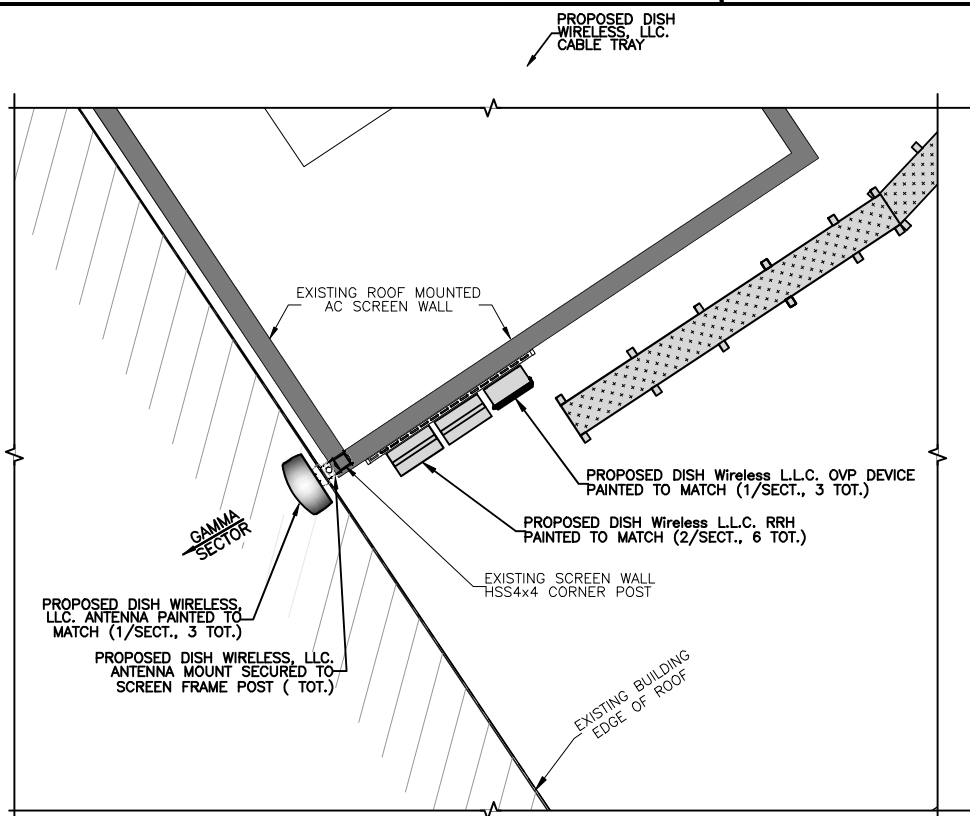 PROPOSED DISH
WIRELESS, LLC.
CABLE TRAY
EXISTING ROOF MOUNTED
AC SCREEN WALL
PROPOSED DISH Wireless L.L.C. OVP DEVICE
PAINTED TO MATCH (1/SECT., 3 TOT.)
PROPOSED DISH Wireless L.L.C. RRH
PAINTED TO MATCH (2/SECT., 6 TOT.)
GAMMA
SECTOR
EXISTING SCREEN WALL
HSS4x4 CORNER POST
PROPOSED DISH WIRELESS,
LLC. ANTENNA PAINTED TO
MATCH (1/SECT., 3 TOT.)
PROPOSED DISH WIRELESS, LLC.
ANTENNA MOUNT SECURED TO
SCREEN FRAME POST ( TOT.)
EXISTING BUILDING
EDGE OF ROOF